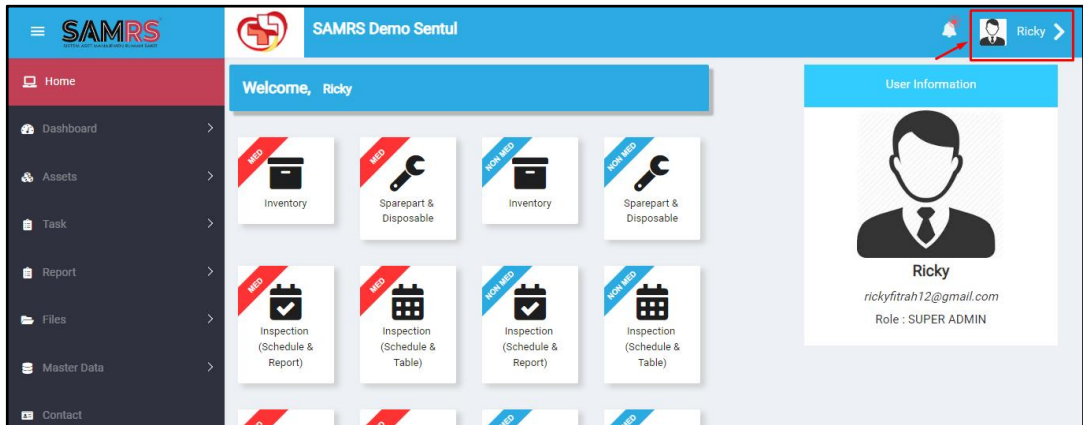 SAMRS
SAMRS Demo Sentul
Ricky
Home
Dashboard
Assets
Task
Report
Files
Master Data
Contact
Welcome, Ricky
MED
Inventory
MED
Sparepart &
Disposable
NON MED
Inventory
NON MED
Sparepart &
Disposable
MED
Inspection
(Schedule &
Report)
MED
Inspection
(Schedule &
Table)
NON MED
Inspection
(Schedule &
Report)
NON MED
Inspection
(Schedule &
Table)
User Information
Ricky
rickyfitrah12@gmail.com
Role : SUPER ADMIN